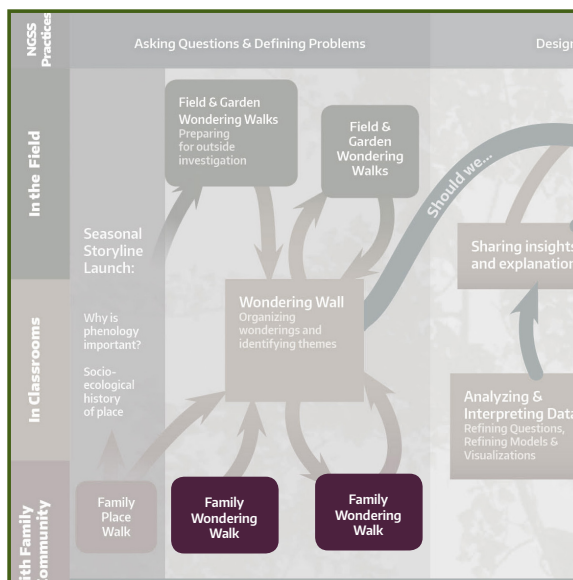 NGSS
Practices
Asking Questions & Defining Problems
Design
In the Field
Field & Garden
Wondering Walks
Preparing
for outside
investigation
Field &
Garden
Wondering
Walks
Should we...
Seasonal
Storyline
Launch:
Sharing insights
and explanation
In Classrooms
Why is
phenology
important?
Socio-
ecological
history
of place
Wondering Wall
Organizing
wonderings and
identifying themes
Analyzing &
Interpreting Data
Refining Questions,
Refining Models &
Visualizations
ith Family
Community
Family
Place
Walk
Family
Wondering
Walk
Family
Wondering
Walk